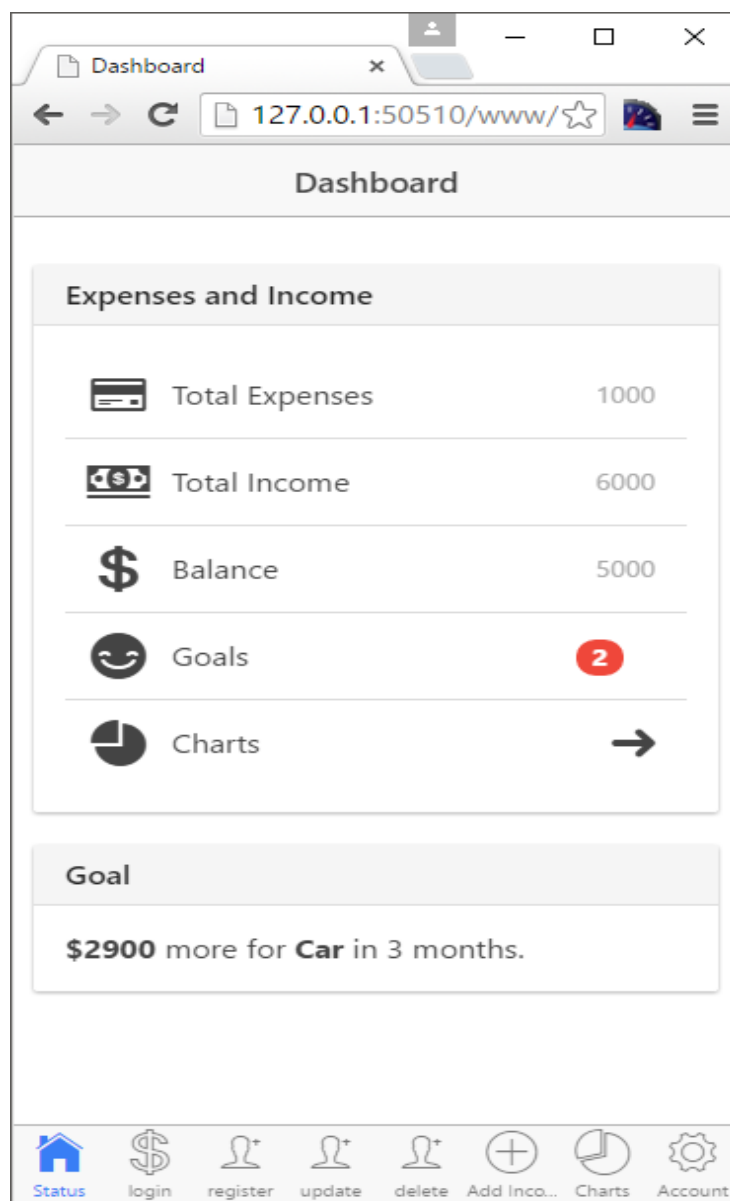 Dashboard
127.0.0.1:50510/www/
Dashboard
Expenses and Income
Total Expenses 1000
Total Income 6000
Balance 5000
Goals 2
Charts
Goal
$2900 more for Car in 3 months.
Status login register update delete Add Inco... Charts Account